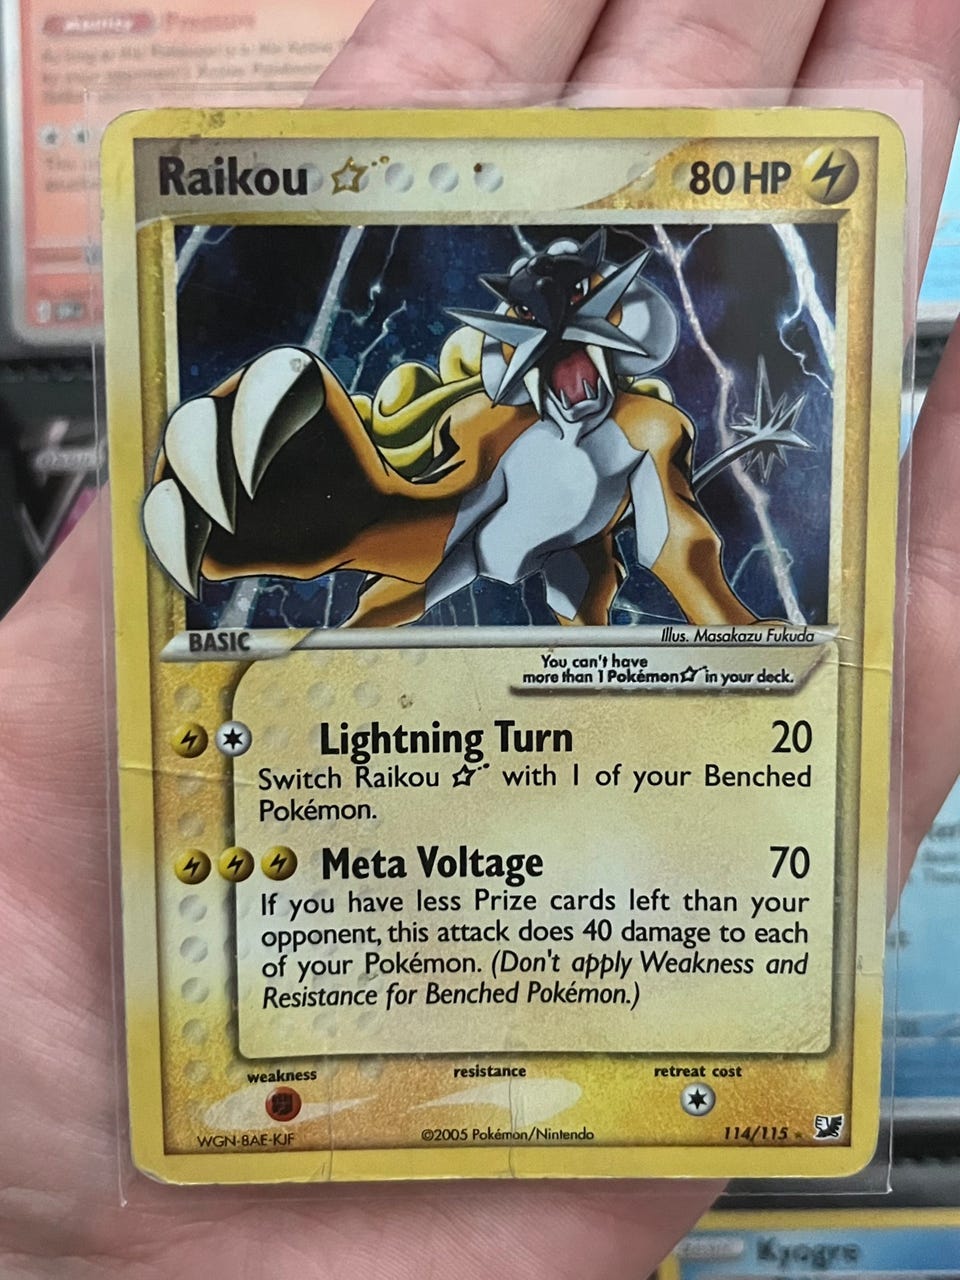 Pressure
Raikou ☆
80 HP
BASIC
Illus. Masakazu Fukuda
You can't have
more than 1 Pokémon ☆ in your deck.
Lightning Turn 20
Switch Raikou ☆ with 1 of your Benched
Pokémon.
Meta Voltage 70
If you have less Prize cards left than your
opponent, this attack does 40 damage to each
of your Pokémon. (Don't apply Weakness and
Resistance for Benched Pokémon.)
weakness resistance retreat cost
WGN-8AE-KJF ©2005 Pokémon/Nintendo 114/115
Kyogre